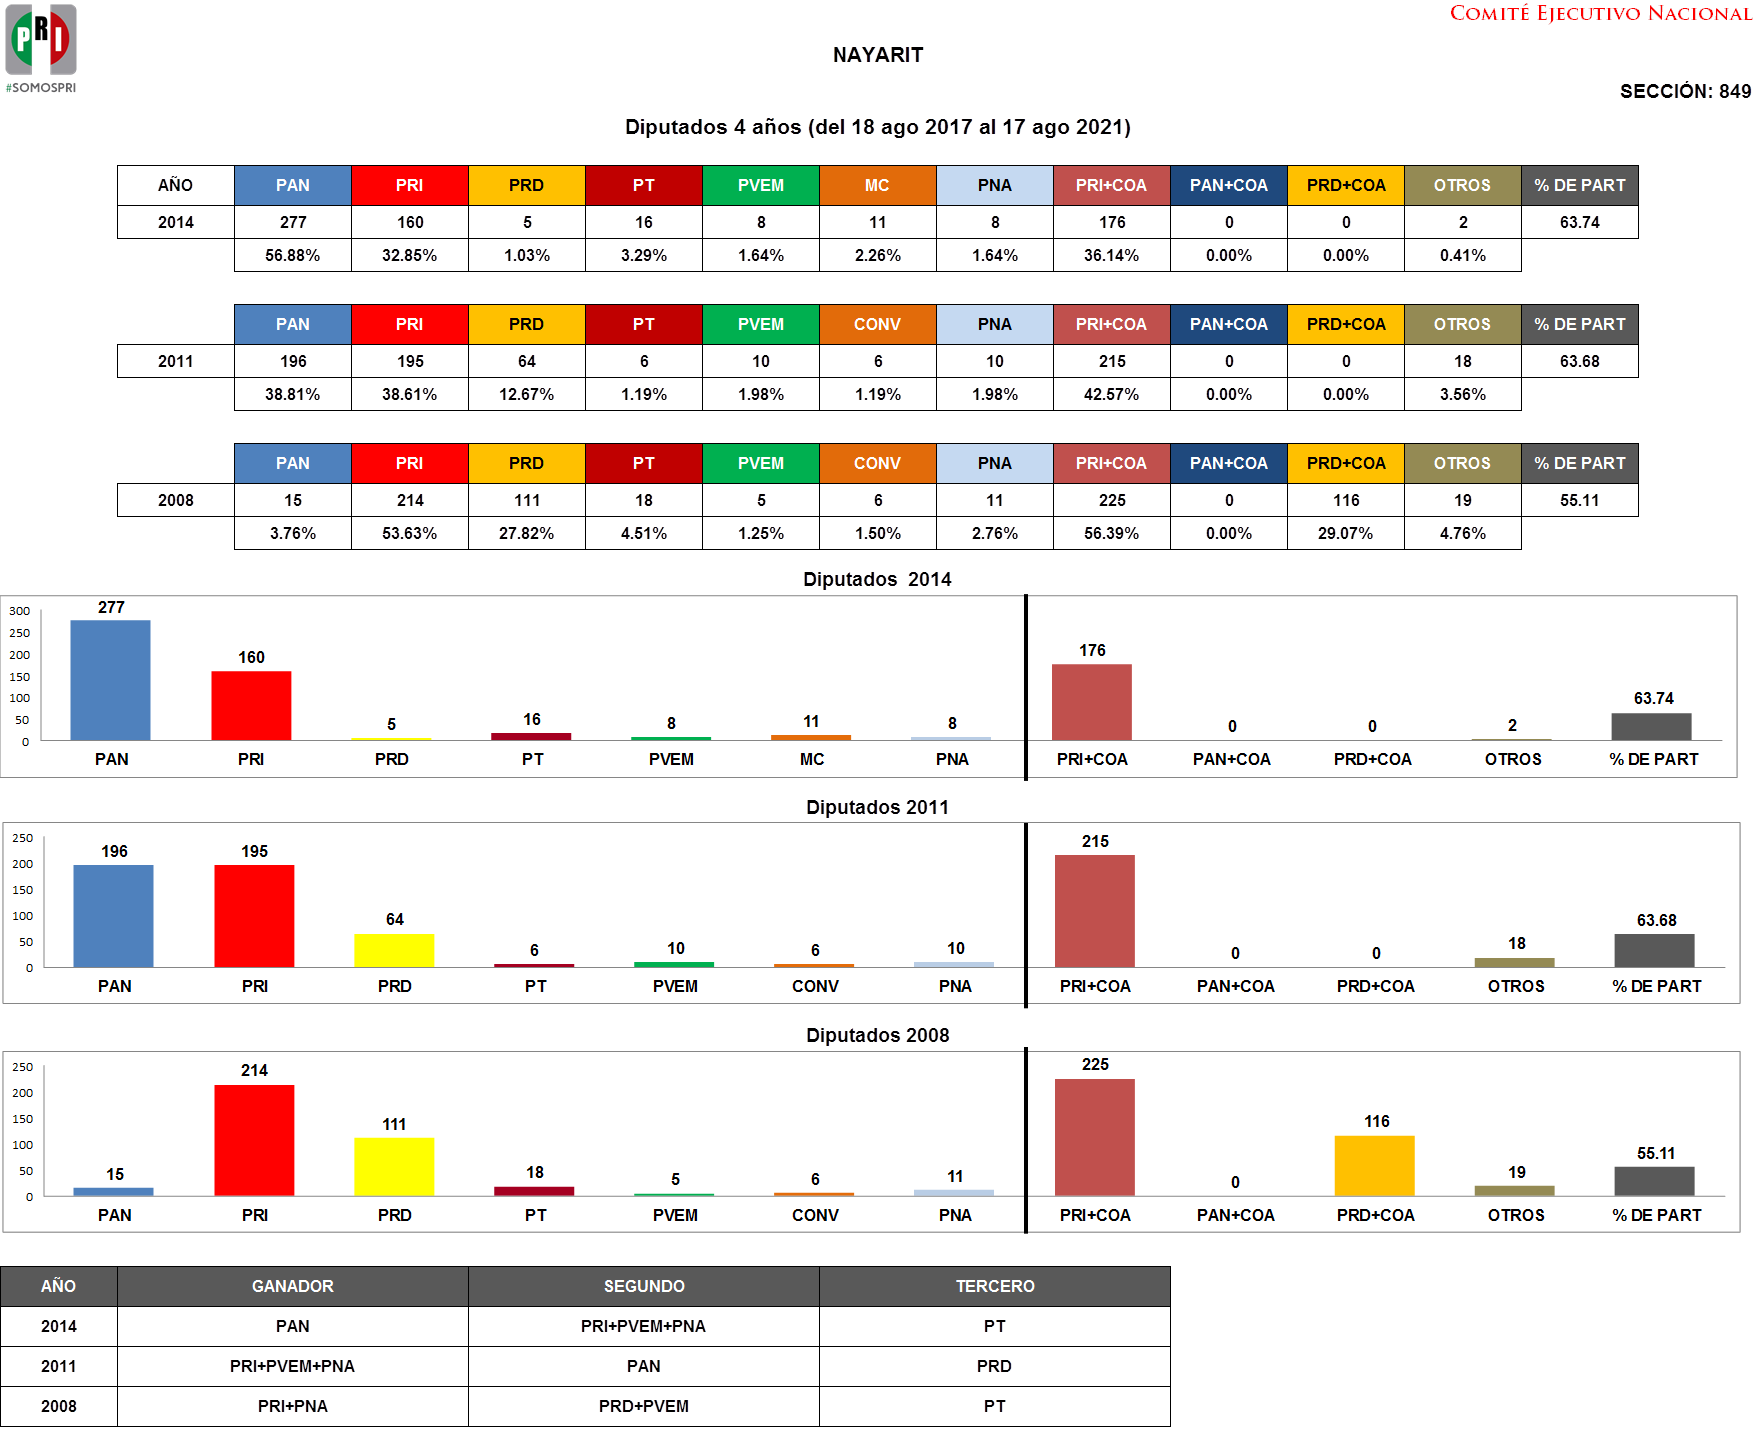 PRI
#SOMOSPRI
COMITÉ EJECUTIVO NACIONAL
NAYARIT
SECCIÓN: 849
Diputados 4 años (del 18 ago 2017 al 17 ago 2021)
AÑO PAN PRI PRD PT PVEM MC PNA PRI+COA PAN+COA PRD+COA OTROS % DE PART
2014 277 160 5 16 8 11 8 176 0 0 2 63.74
56.88% 32.85% 1.03% 3.29% 1.64% 2.26% 1.64% 36.14% 0.00% 0.00% 0.41%
PAN PRI PRD PT PVEM CONV PNA PRI+COA PAN+COA PRD+COA OTROS % DE PART
2011 196 195 64 6 10 6 10 215 0 0 18 63.68
38.81% 38.61% 12.67% 1.19% 1.98% 1.19% 1.98% 42.57% 0.00% 0.00% 3.56%
PAN PRI PRD PT PVEM CONV PNA PRI+COA PAN+COA PRD+COA OTROS % DE PART
2008 15 214 111 18 5 6 11 225 0 116 19 55.11
3.76% 53.63% 27.82% 4.51% 1.25% 1.50% 2.76% 56.39% 0.00% 29.07% 4.76%
Diputados 2014
300
250
200
150
100
50
0
277 160 5 16 8 11 8 176 0 0 2 63.74
PAN PRI PRD PT PVEM MC PNA PRI+COA PAN+COA PRD+COA OTROS % DE PART
Diputados 2011
250
200
150
100
50
0
196 195 64 6 10 6 10 215 0 0 18 63.68
PAN PRI PRD PT PVEM CONV PNA PRI+COA PAN+COA PRD+COA OTROS % DE PART
Diputados 2008
250
200
150
100
50
0
15 214 111 18 5 6 11 225 0 116 19 55.11
PAN PRI PRD PT PVEM CONV PNA PRI+COA PAN+COA PRD+COA OTROS % DE PART
AÑO GANADOR SEGUNDO TERCERO
2014 PAN PRI+PVEM+PNA PT
2011 PRI+PVEM+PNA PAN PRD
2008 PRI+PNA PRD+PVEM PT